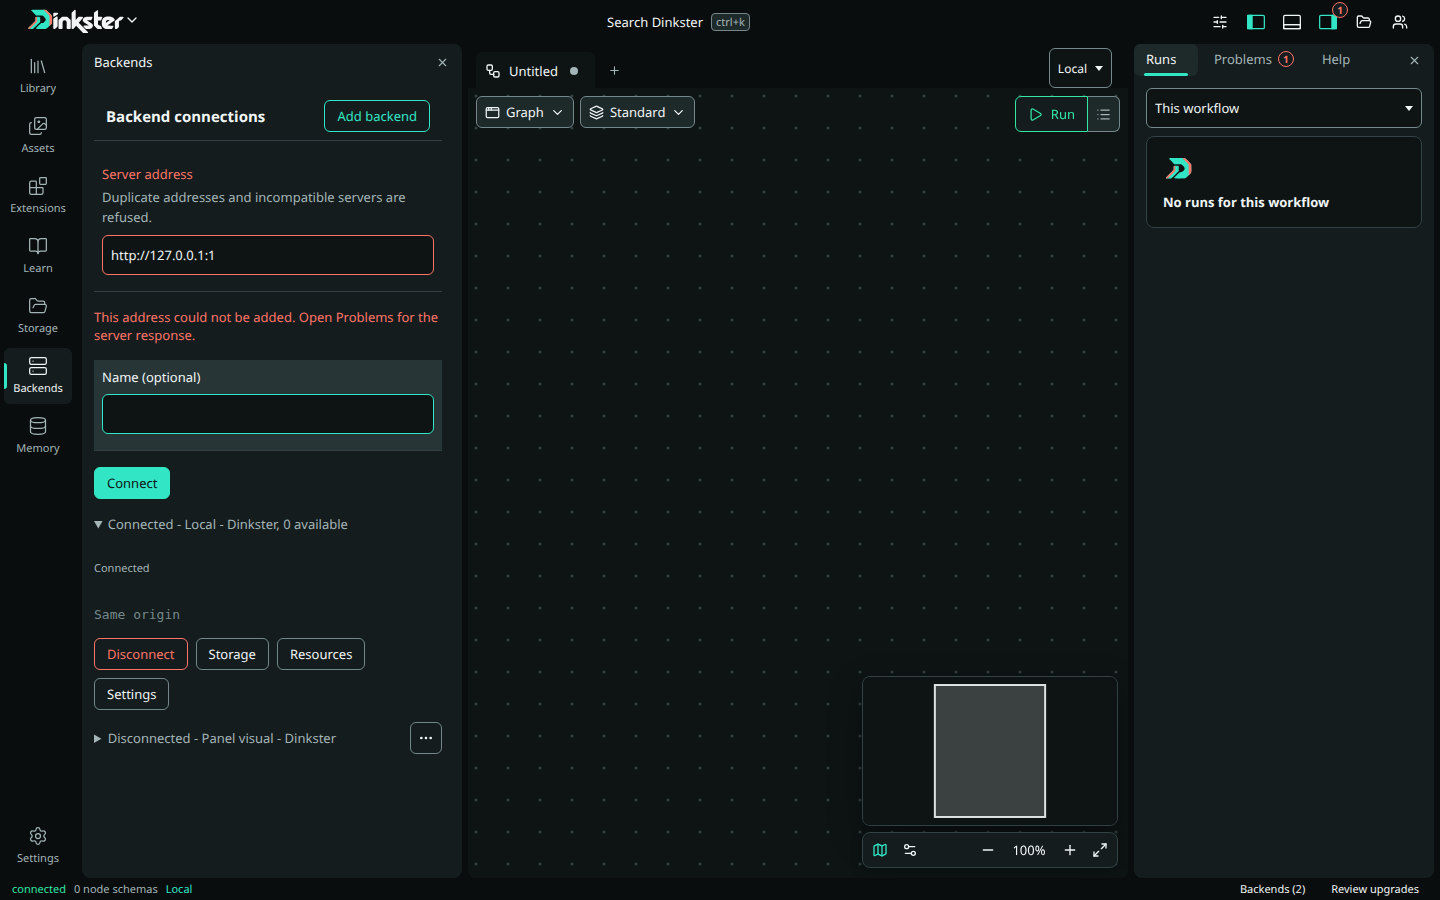 Dinkster
Search Dinkster ctrl+k
1
Library
Assets
Extensions
Learn
Storage
Backends
Memory
Settings
Backends
Backend connections
Add backend
Server address
Duplicate addresses and incompatible servers are
refused.
http://127.0.0.1:1
This address could not be added. Open Problems for the
server response.
Name (optional)
Connect
Connected - Local - Dinkster, 0 available
Connected
Same origin
Disconnect
Storage
Resources
Settings
Disconnected - Panel visual - Dinkster
Untitled
Local
Graph
Standard
Run
100%
Runs
Problems 1
Help
This workflow
No runs for this workflow
connected 0 node schemas Local
Backends (2) Review upgrades